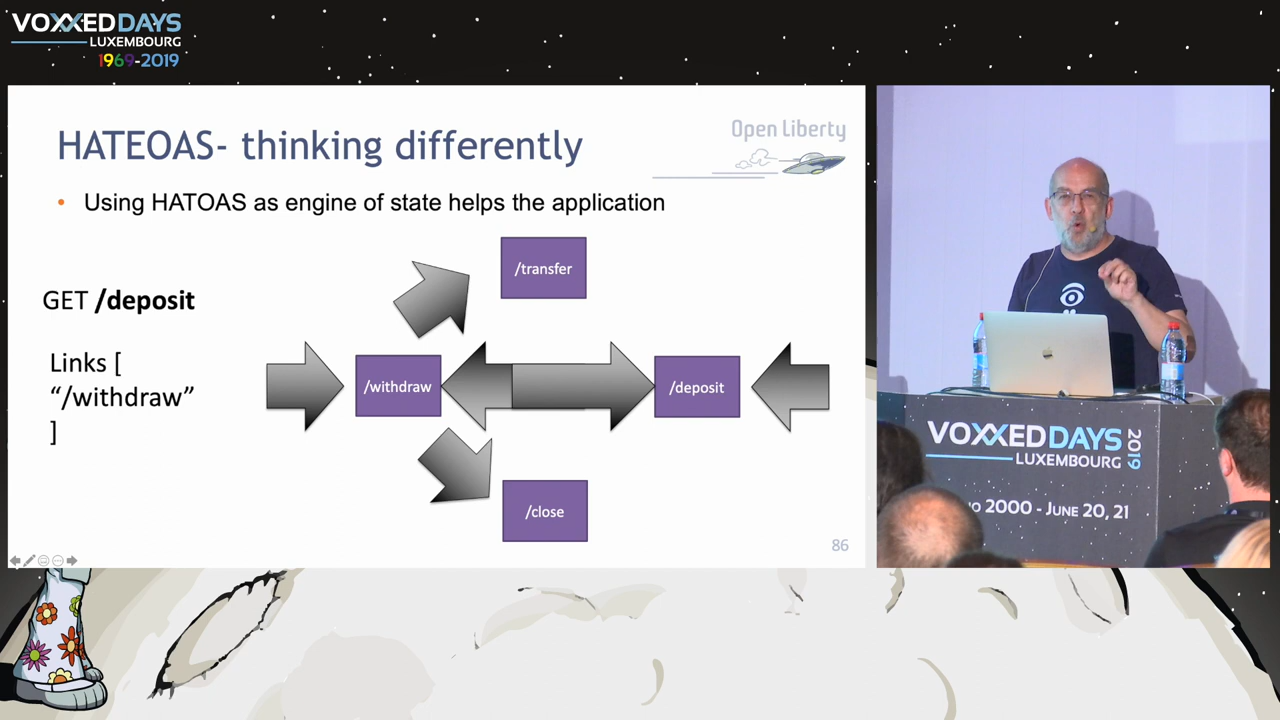 VOXXEDDAYS
LUXEMBOURG
1969-2019
HATEOAS- thinking differently
Open Liberty
• Using HATOAS as engine of state helps the application
GET /deposit
Links [
“/withdraw”
]
/transfer
/withdraw
/deposit
/close
86
VOXXEDDAYS
LUXEMBOURG
2019
2000 - JUNE 20, 21